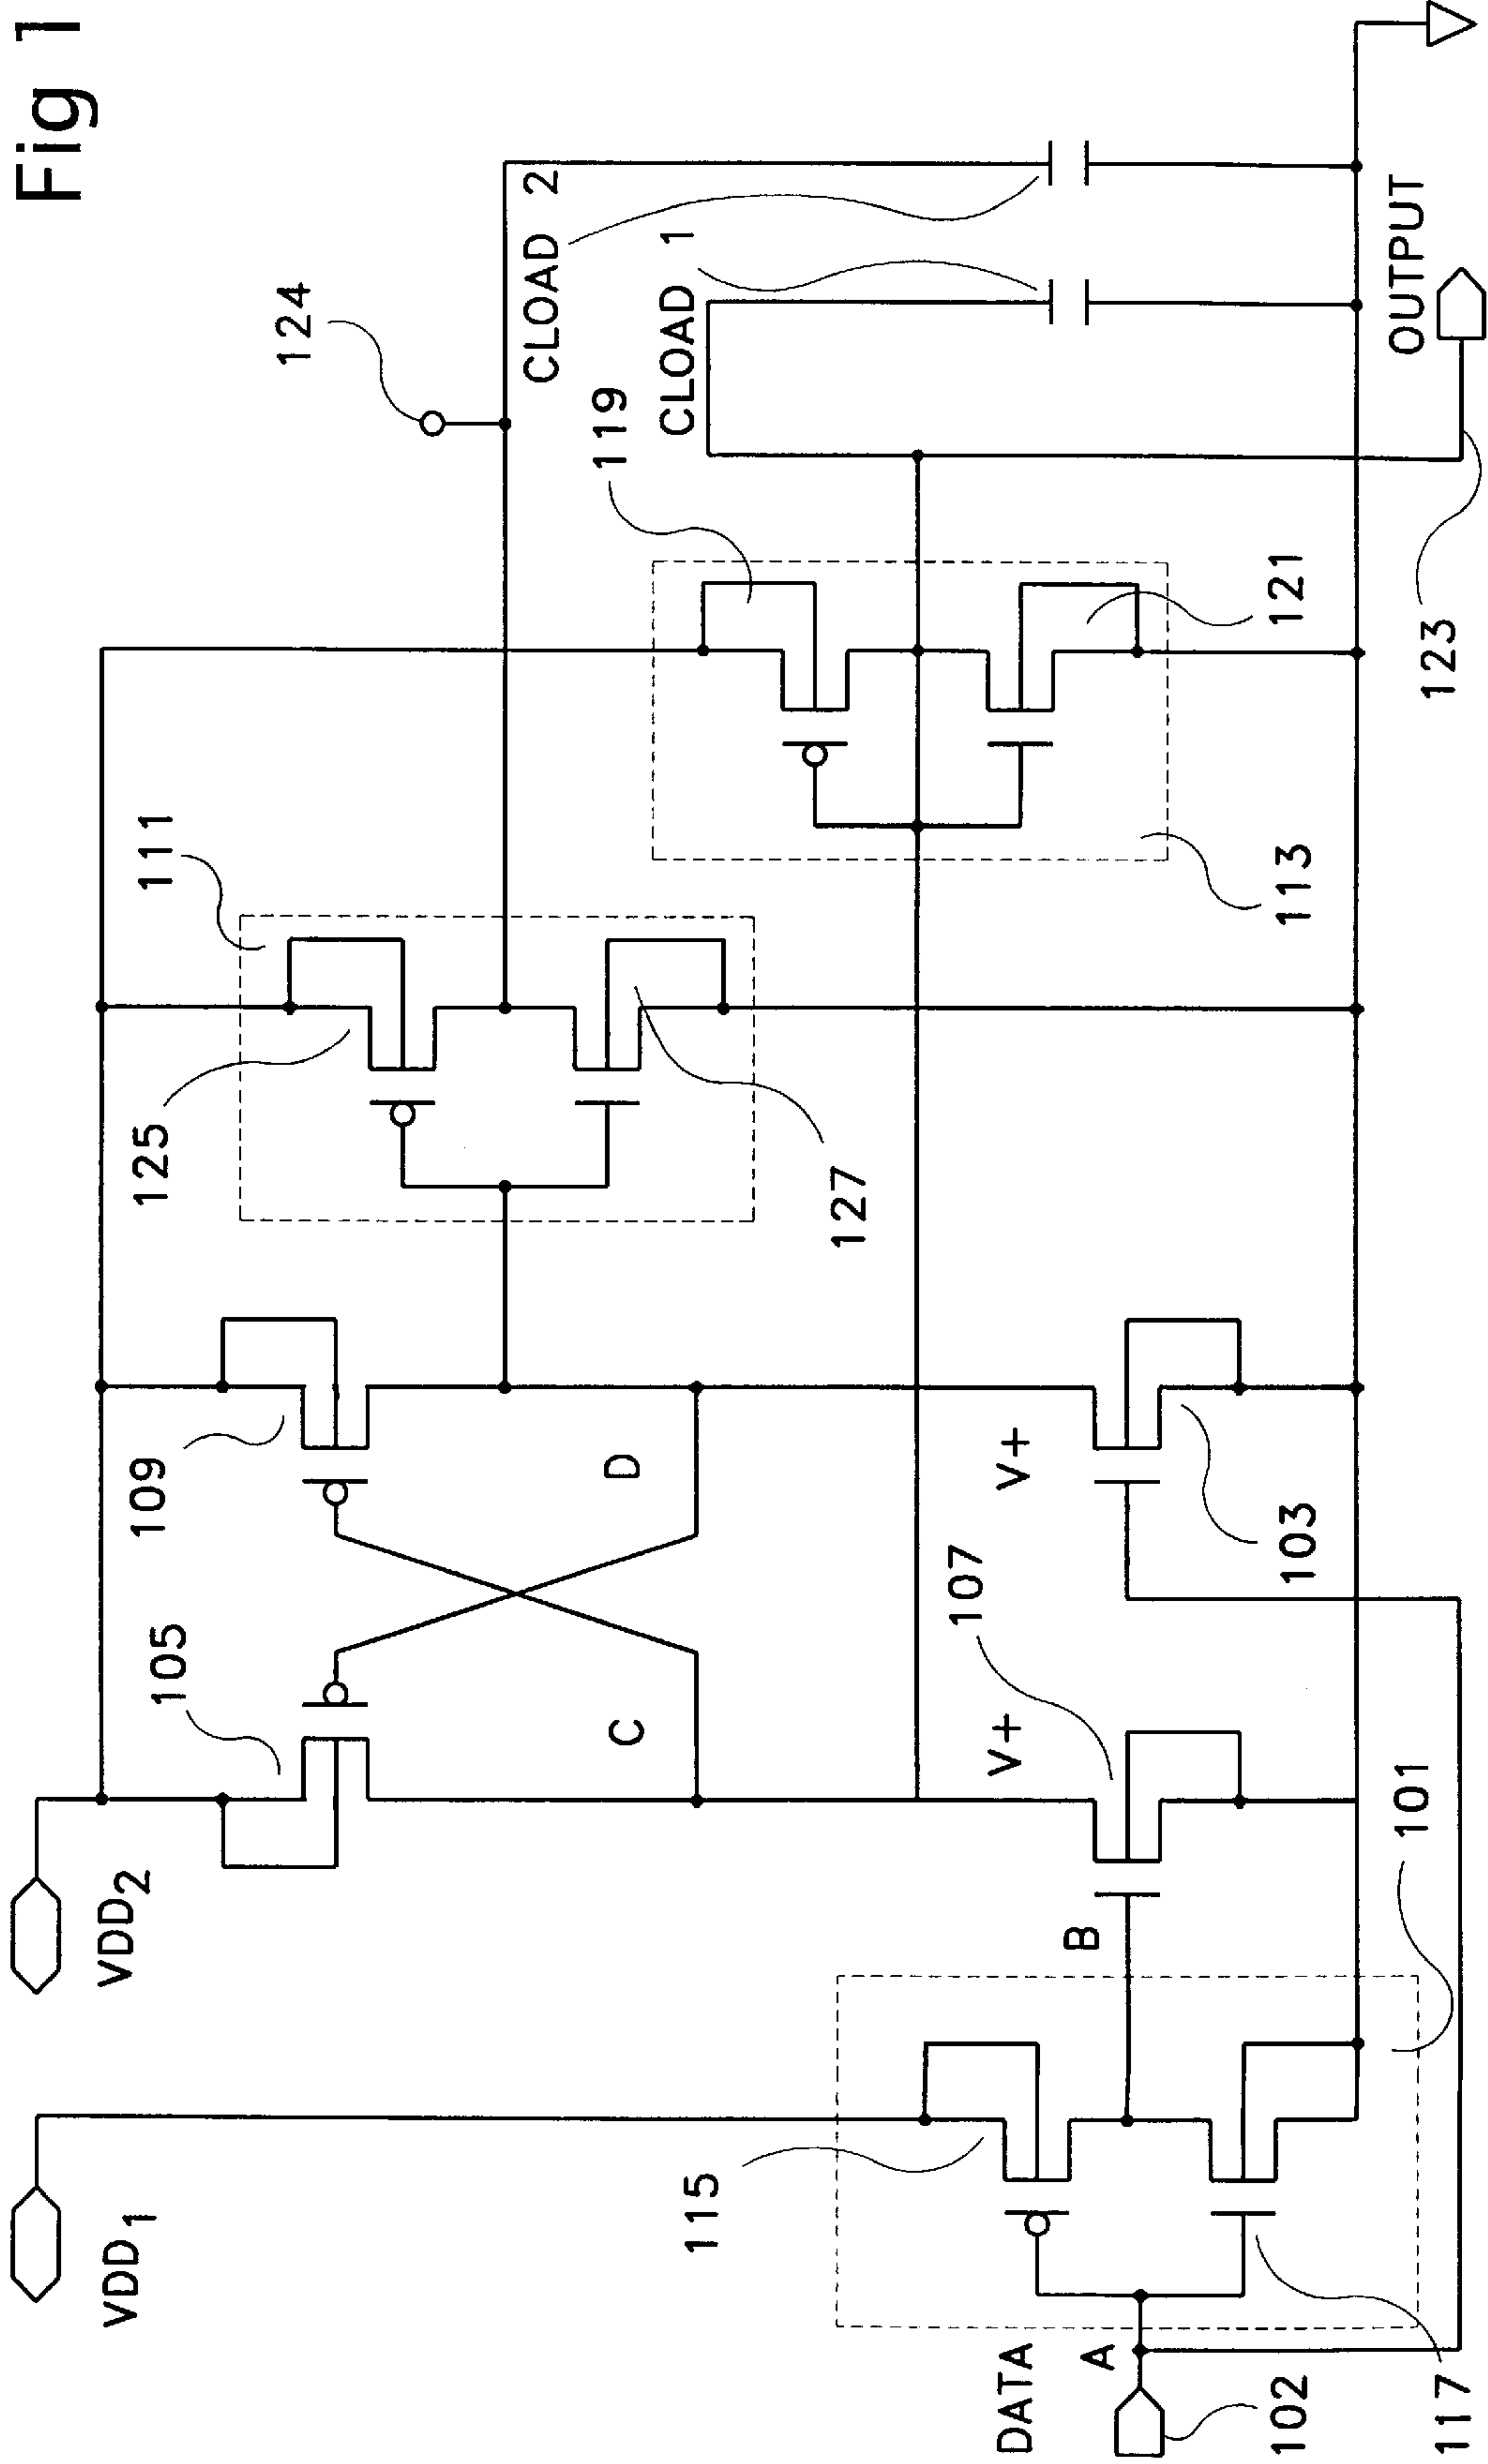 Fig 1
VDD1
VDD2
105
109
125
111
124
C
D
127
CLOAD 2
119
CLOAD 1
115
B
V+
107
V+
103
113
121
DATA
A
102
117
101
123
OUTPUT